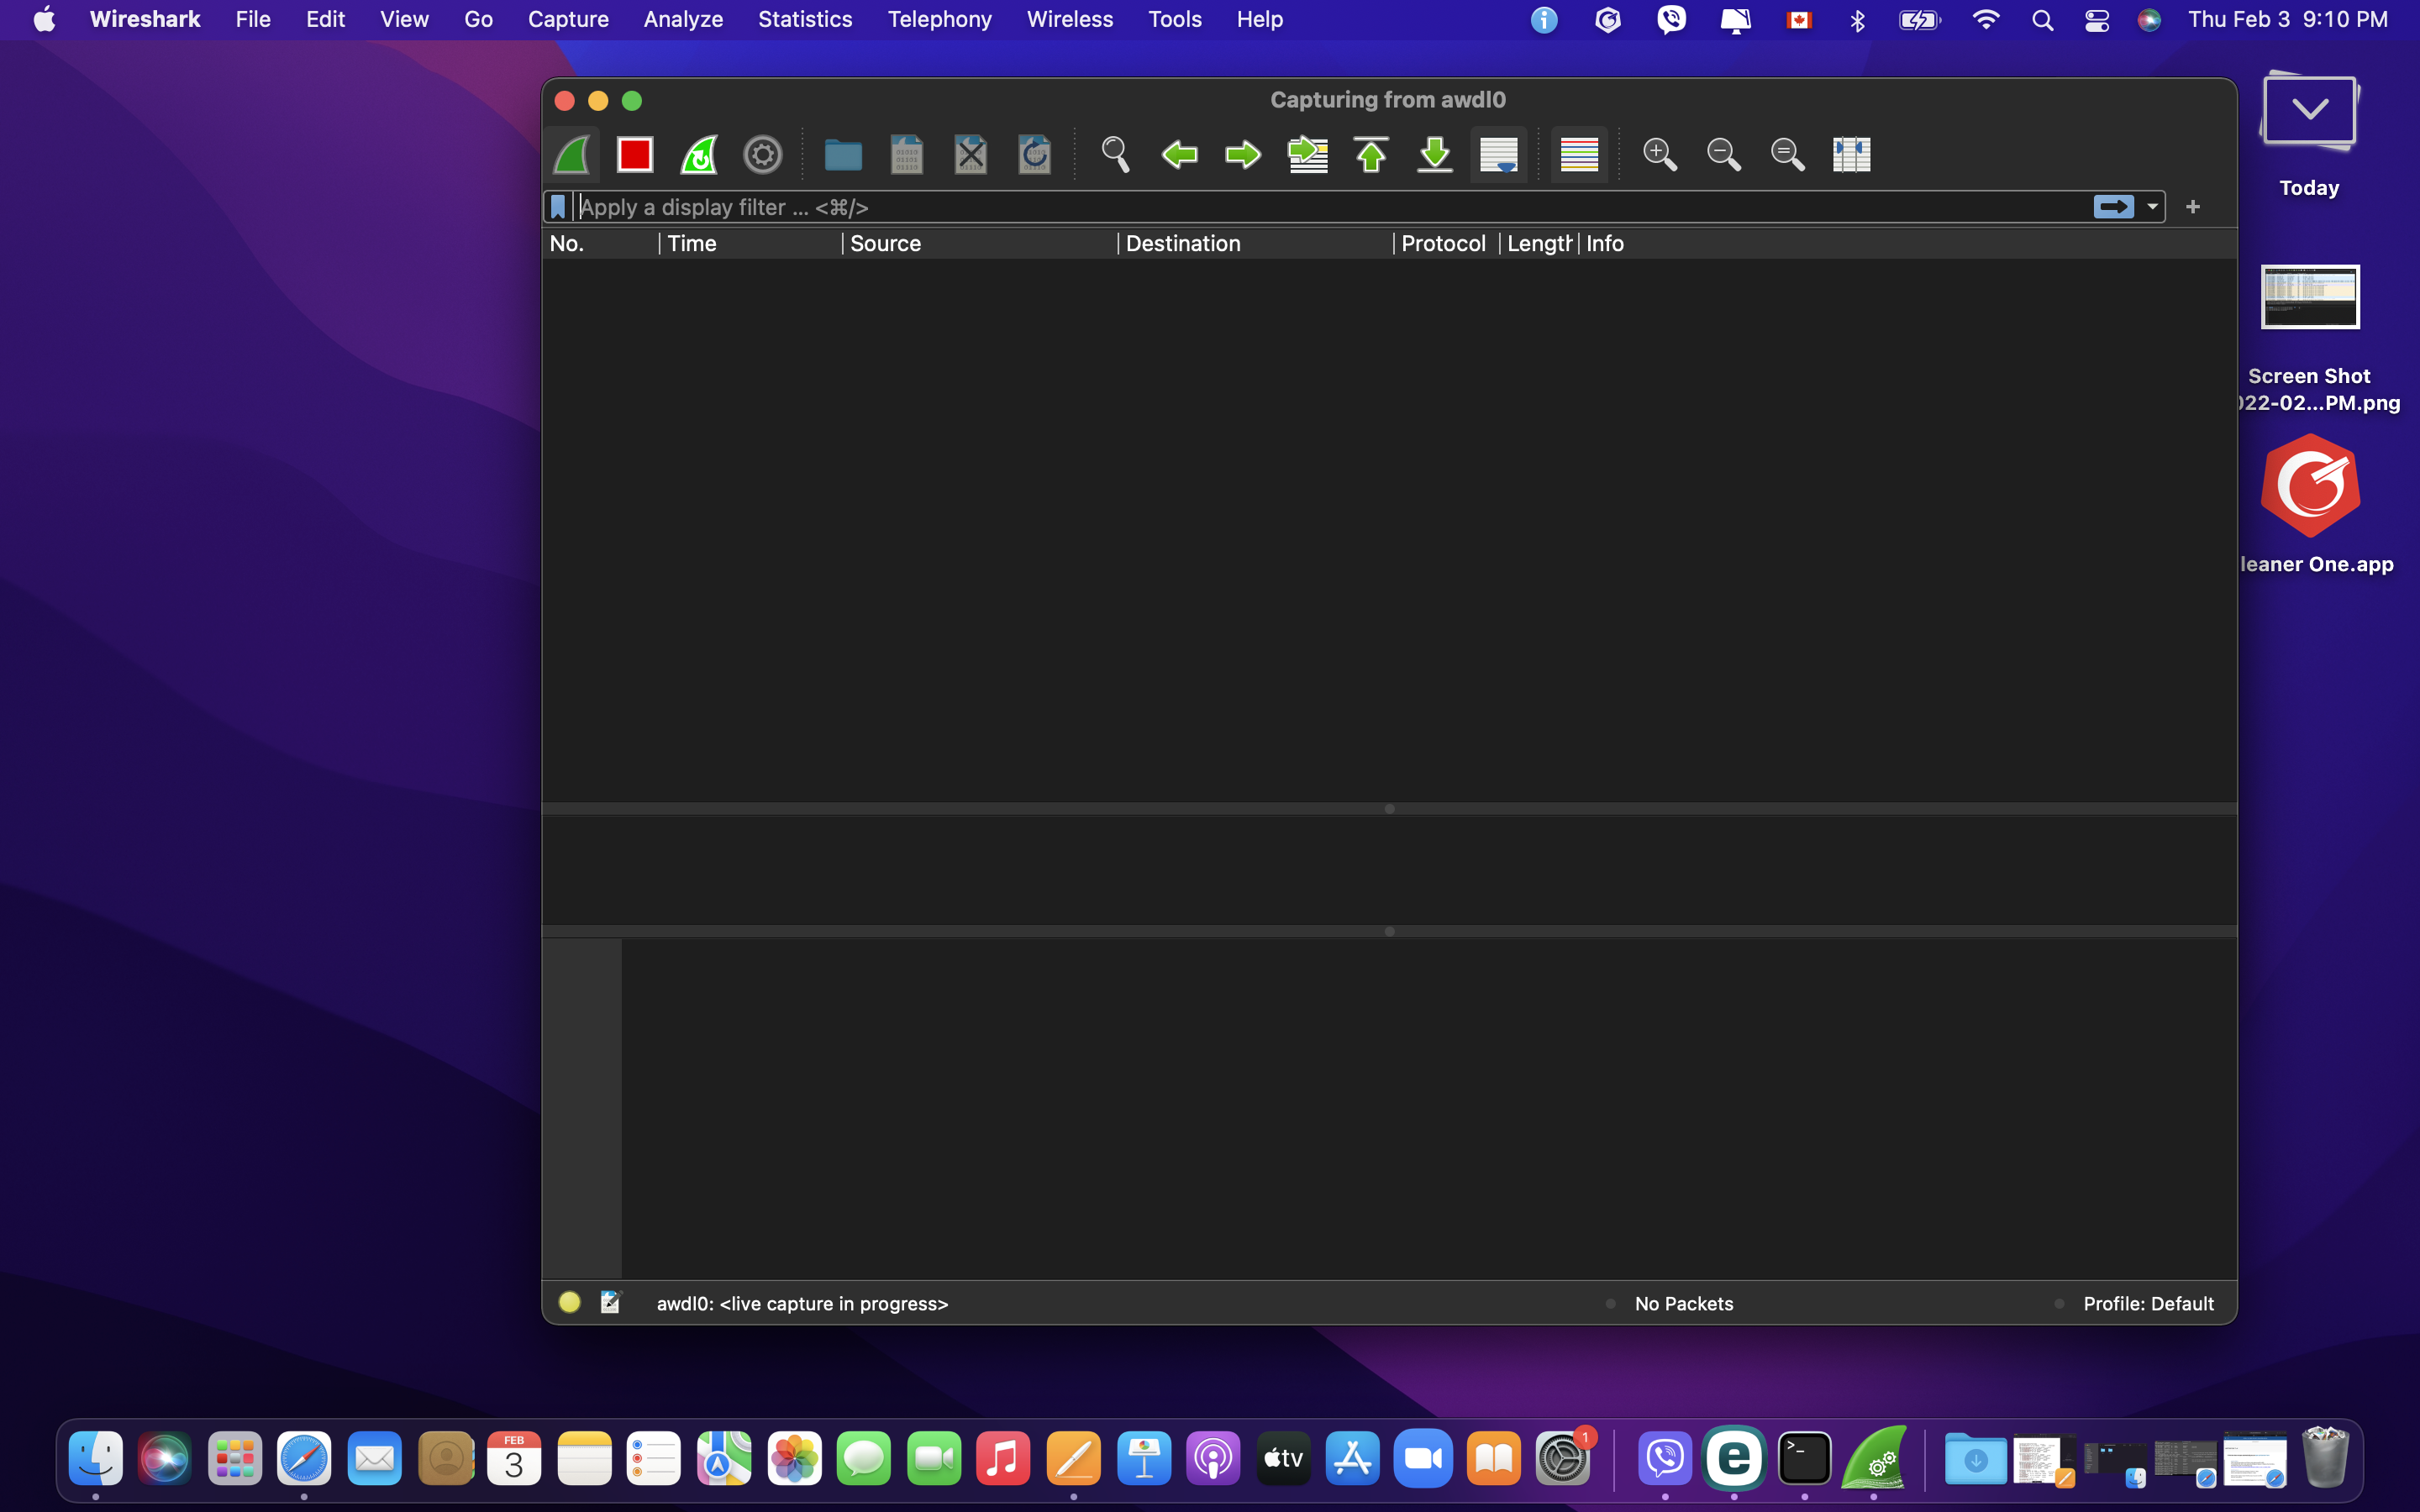 Wireshark File Edit View Go Capture Analyze Statistics Telephony Wireless Tools Help Thu Feb 3 9:10 PM
Capturing from awdl0
Apply a display filter ... <⌘/>
No. Time Source Destination Protocol Length Info
Today
Screen Shot
022-02...PM.png
leaner One.app
awdl0: <live capture in progress> No Packets Profile: Default
FEB
3
tv
1
e
>_